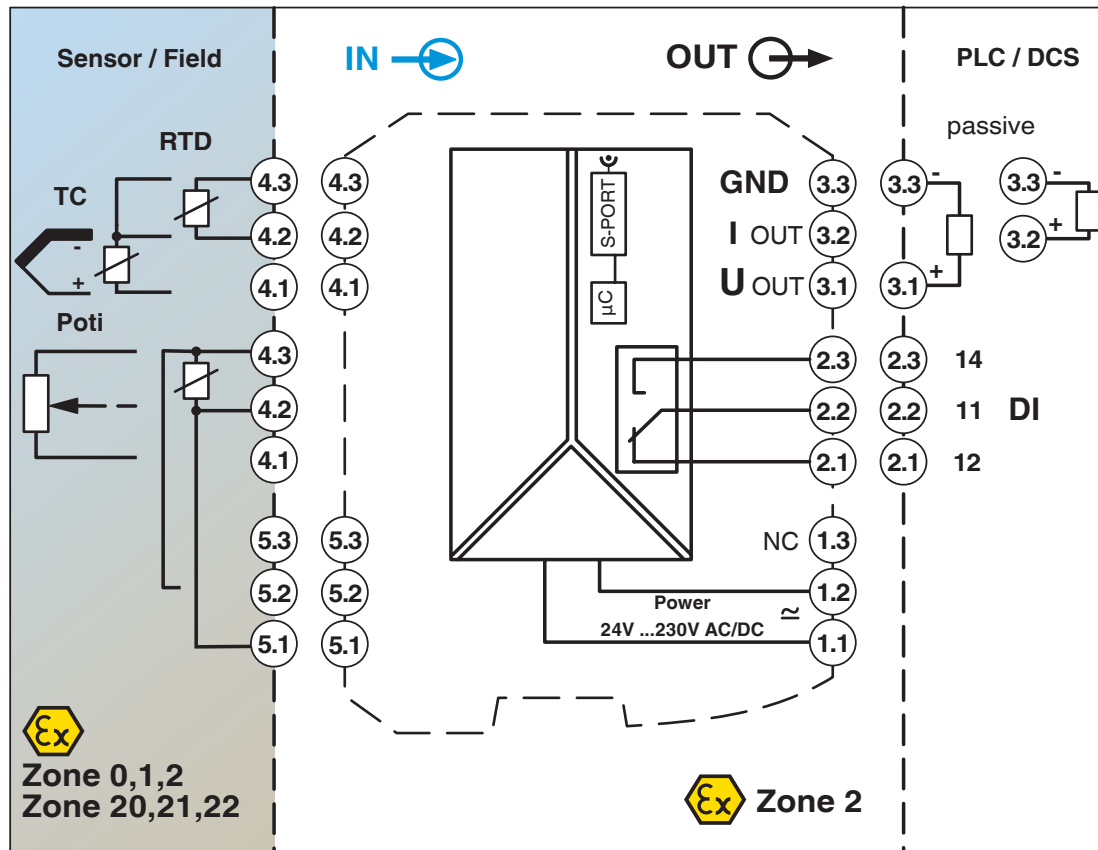 Sensor / Field
IN
OUT
PLC / DCS
passive
RTD
TC
-
+
4.3
4.2
4.1
4.3
4.2
4.1
S-PORT
µC
GND 3.3
I OUT 3.2
U OUT 3.1
3.3 -
3.1 +
3.3 -
3.2 +
Poti
4.3
4.2
4.1
2.3
2.2
2.1
2.3 14
2.2 11 DI
2.1 12
5.3
5.2
5.1
5.3
5.2
5.1
NC 1.3
Power ≃ 1.2
24V ...230V AC/DC 1.1
Ex
Zone 0,1,2
Zone 20,21,22
Ex Zone 2